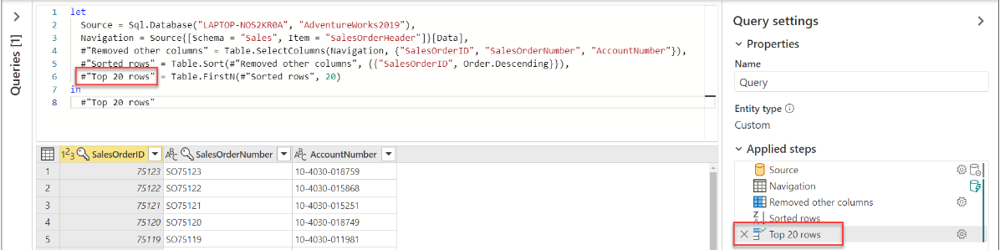 Queries [1]
1 let
2 Source = Sql.Database("LAPTOP-NOS2KR0A", "AdventureWorks2019"),
3 Navigation = Source{[Schema = "Sales", Item = "SalesOrderHeader"]}[Data],
4 #"Removed other columns" = Table.SelectColumns(Navigation, {"SalesOrderID", "SalesOrderNumber", "AccountNumber"}),
5 #"Sorted rows" = Table.Sort(#"Removed other columns", {{"SalesOrderID", Order.Descending}}),
6 #"Top 20 rows" = Table.FirstN(#"Sorted rows", 20)
7 in
8 #"Top 20 rows"
123 SalesOrderID ABC SalesOrderNumber ABC AccountNumber
1 75123 SO75123 10-4030-018759
2 75122 SO75122 10-4030-015868
3 75121 SO75121 10-4030-015251
4 75120 SO75120 10-4030-018749
5 75119 SO75119 10-4030-011981
Query settings
Properties
Name
Query
Entity type
Custom
Applied steps
Source
Navigation
Removed other columns
Sorted rows
Top 20 rows